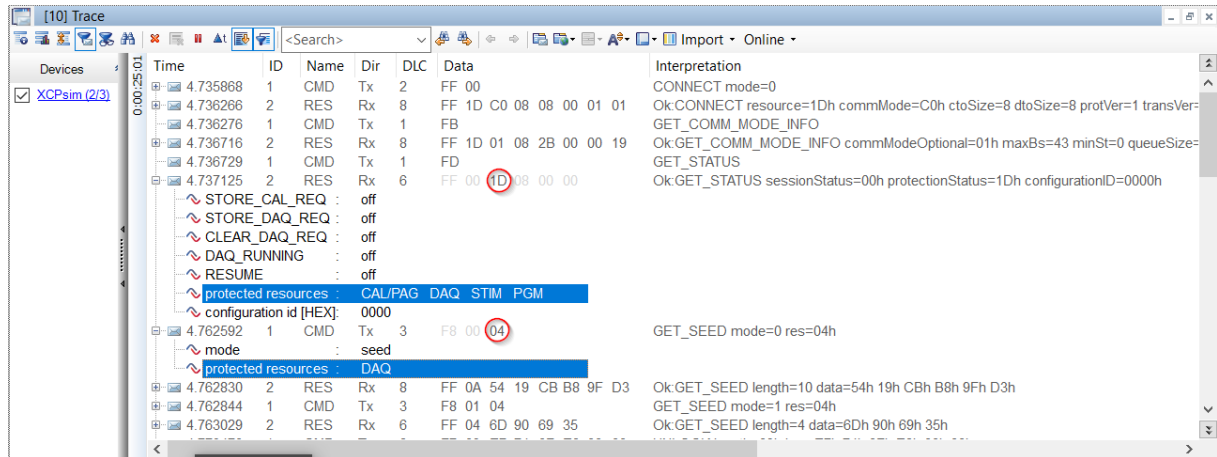 [10] Trace
<Search>
Import
Online
Devices
XCPsim (2/3)
0:00:25:01
Time ID Name Dir DLC Data Interpretation
4.735868 1 CMD Tx 2 FF 00 CONNECT mode=0
4.736266 2 RES Rx 8 FF 1D C0 08 08 00 01 01 Ok:CONNECT resource=1Dh commMode=C0h ctoSize=8 dtoSize=8 protVer=1 transVer=
4.736276 1 CMD Tx 1 FB GET_COMM_MODE_INFO
4.736716 2 RES Rx 8 FF 1D 01 08 2B 00 00 19 Ok:GET_COMM_MODE_INFO commModeOptional=01h maxBs=43 minSt=0 queueSize=
4.736729 1 CMD Tx 1 FD GET_STATUS
4.737125 2 RES Rx 6 FF 00 1D 08 00 00 Ok:GET_STATUS sessionStatus=00h protectionStatus=1Dh configurationID=0000h
STORE_CAL_REQ : off
STORE_DAQ_REQ : off
CLEAR_DAQ_REQ : off
DAQ_RUNNING : off
RESUME : off
protected resources : CAL/PAG DAQ STIM PGM
configuration id [HEX]: 0000
4.762592 1 CMD Tx 3 F8 00 04 GET_SEED mode=0 res=04h
mode : seed
protected resources : DAQ
4.762830 2 RES Rx 8 FF 0A 54 19 CB B8 9F D3 Ok:GET_SEED length=10 data=54h 19h CBh B8h 9Fh D3h
4.762844 1 CMD Tx 3 F8 01 04 GET_SEED mode=1 res=04h
4.763029 2 RES Rx 6 FF 04 6D 90 69 35 Ok:GET_SEED length=4 data=6Dh 90h 69h 35h